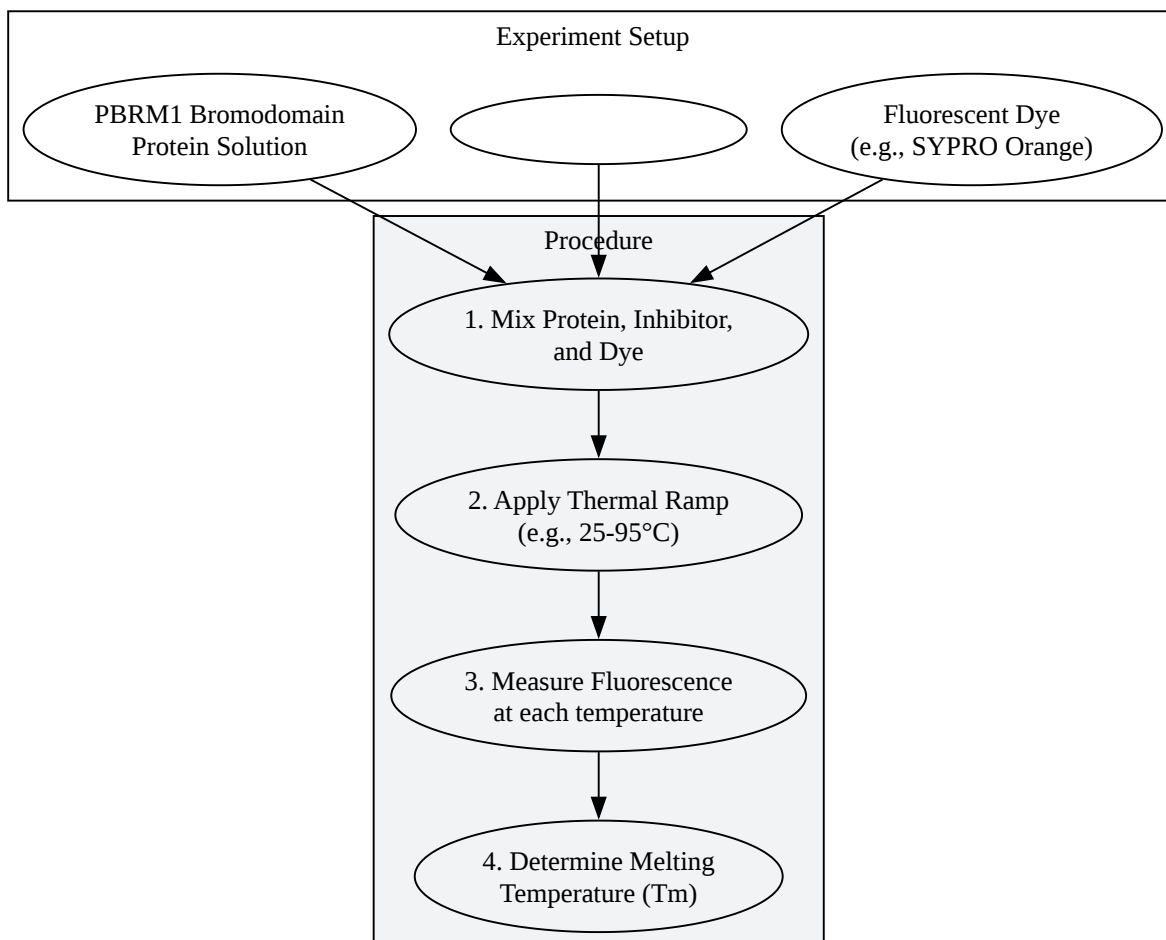 Experiment Setup
PBRM1 Bromodomain
Protein Solution
Fluorescent Dye
(e.g., SYPRO Orange)
Procedure
1. Mix Protein, Inhibitor,
and Dye
2. Apply Thermal Ramp
(e.g., 25-95°C)
3. Measure Fluorescence
at each temperature
4. Determine Melting
Temperature (Tm)